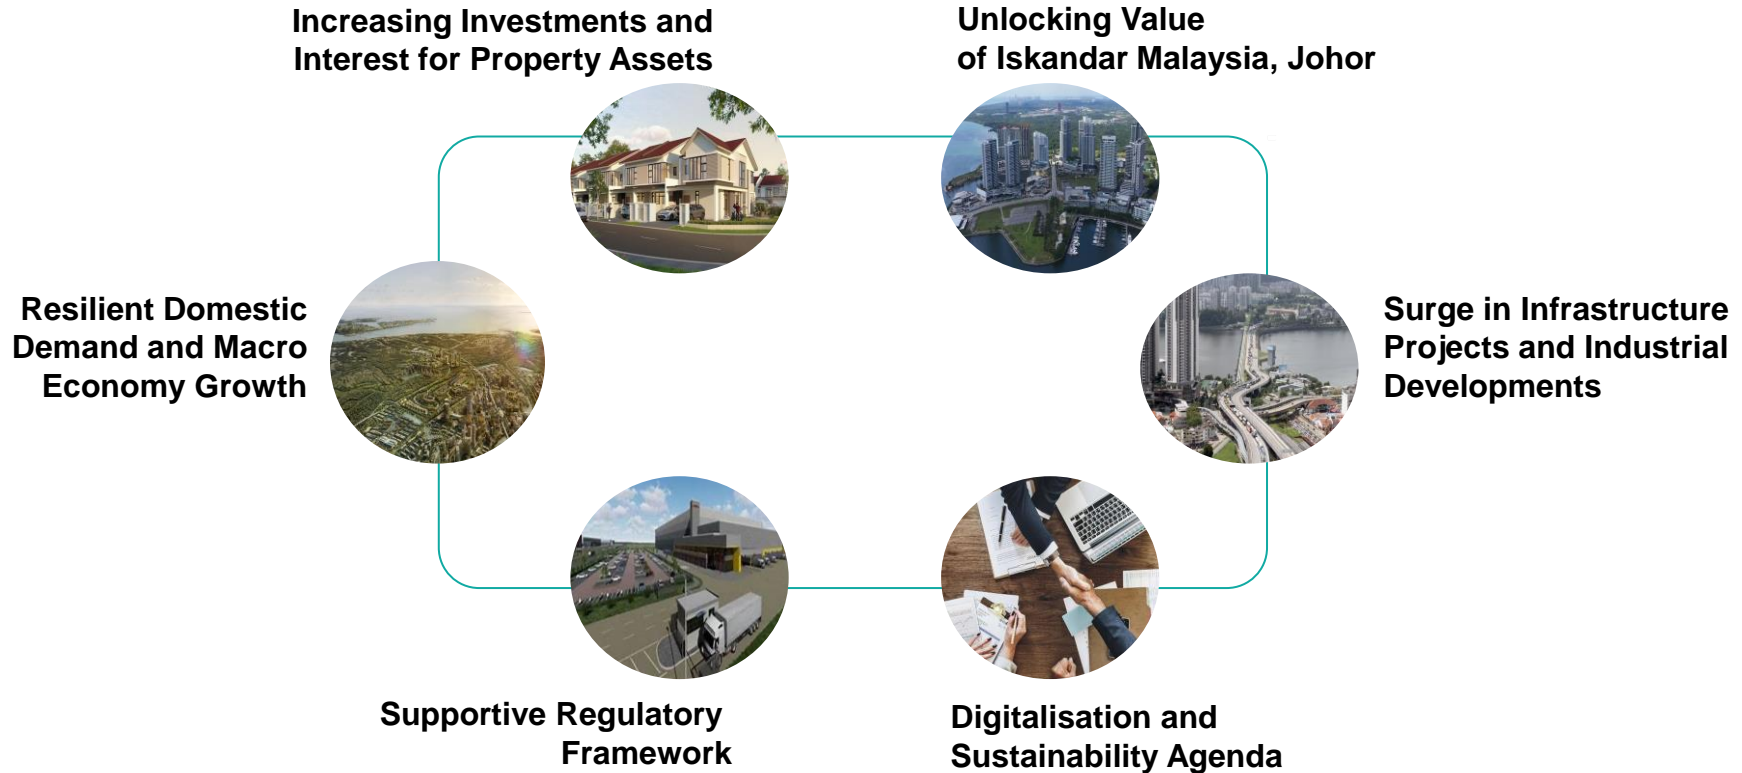 Increasing Investments and
Interest for Property Assets
Unlocking Value
of Iskandar Malaysia, Johor
Resilient Domestic
Demand and Macro
Economy Growth
Surge in Infrastructure
Projects and Industrial
Developments
Supportive Regulatory
Framework
Digitalisation and
Sustainability Agenda